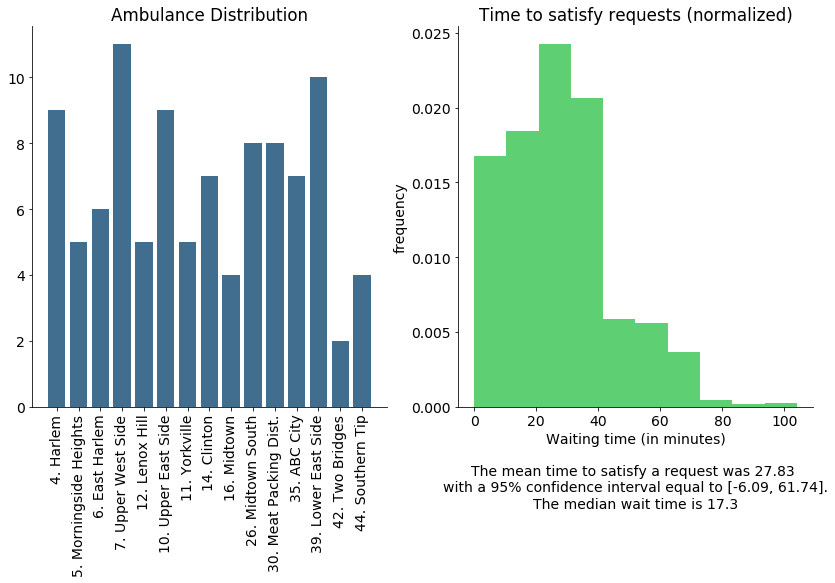 Ambulance Distribution
10
8
6
4
2
0
4. Harlem
5. Morningside Heights
6. East Harlem
7. Upper West Side
12. Lenox Hill
10. Upper East Side
11. Yorkville
14. Clinton
16. Midtown
26. Midtown South
30. Meat Packing Dist.
35. ABC City
39. Lower East Side
42. Two Bridges
44. Southern Tip
Time to satisfy requests (normalized)
frequency
0.025
0.020
0.015
0.010
0.005
0.000
0 20 40 60 80 100
Waiting time (in minutes)
The mean time to satisfy a request was 27.83
with a 95% confidence interval equal to [-6.09, 61.74].
The median wait time is 17.3